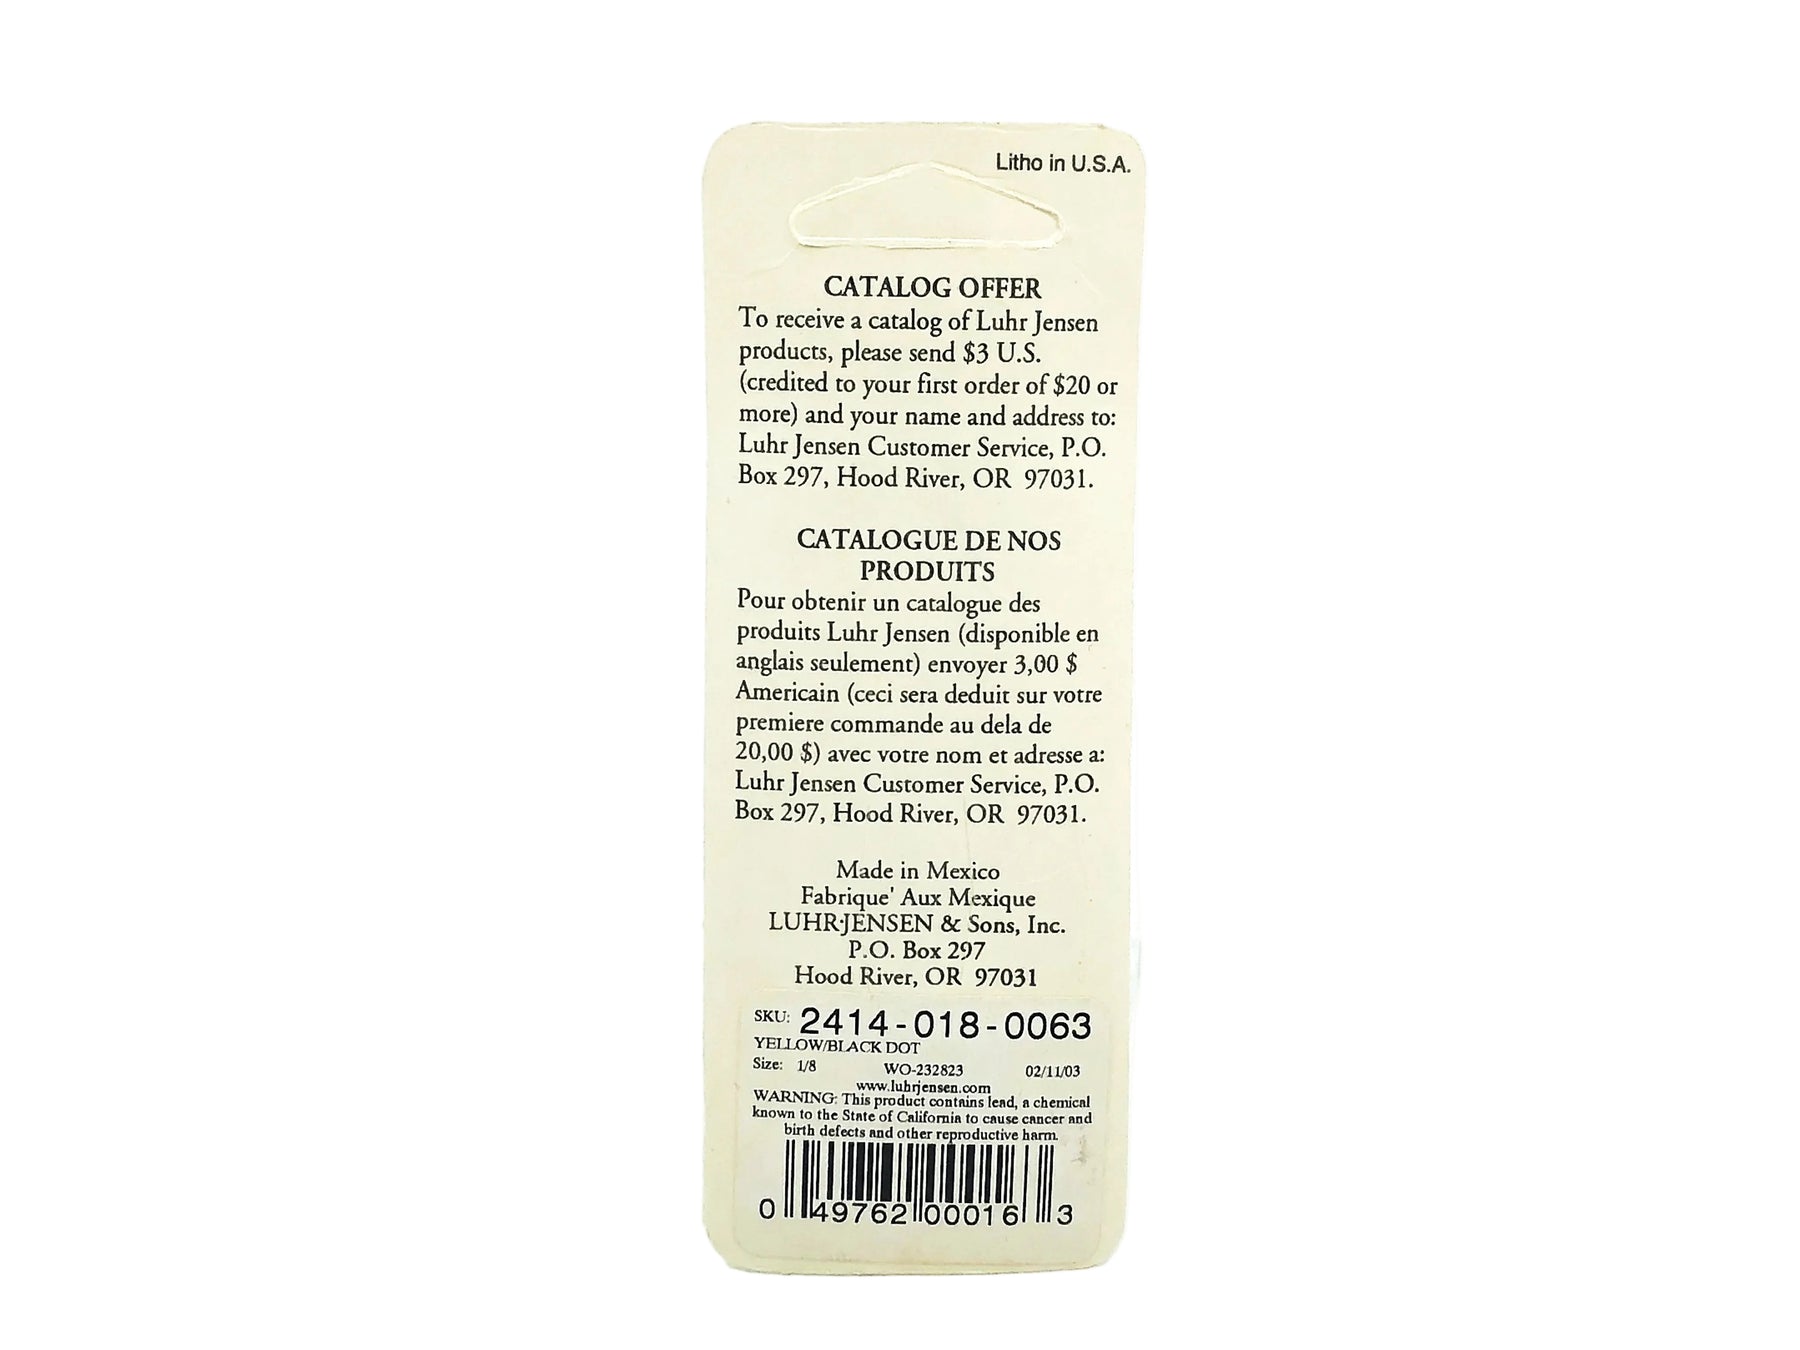 Litho in U.S.A.
CATALOG OFFER
To receive a catalog of Luhr Jensen
products, please send $3 U.S.
(credited to your first order of $20 or
more) and your name and address to:
Luhr Jensen Customer Service, P.O.
Box 297, Hood River, OR 97031.
CATALOGUE DE NOS
PRODUITS
Pour obtenir un catalogue des
produits Luhr Jensen (disponible en
anglais seulement) envoyer 3,00 $
Americain (ceci sera deduit sur votre
premiere commande au dela de
20,00 $) avec votre nom et adresse a:
Luhr Jensen Customer Service, P.O.
Box 297, Hood River, OR 97031.
Made in Mexico
Fabrique' Aux Mexique
LUHR·JENSEN & Sons, Inc.
P.O. Box 297
Hood River, OR 97031
SKU: 2414-018-0063
YELLOW/BLACK DOT
Size: 1/8 WO-232823 02/11/03
www.luhrjensen.com
WARNING: This product contains lead, a chemical
known to the State of California to cause cancer and
birth defects and other reproductive harm.
0 49762 00016 3